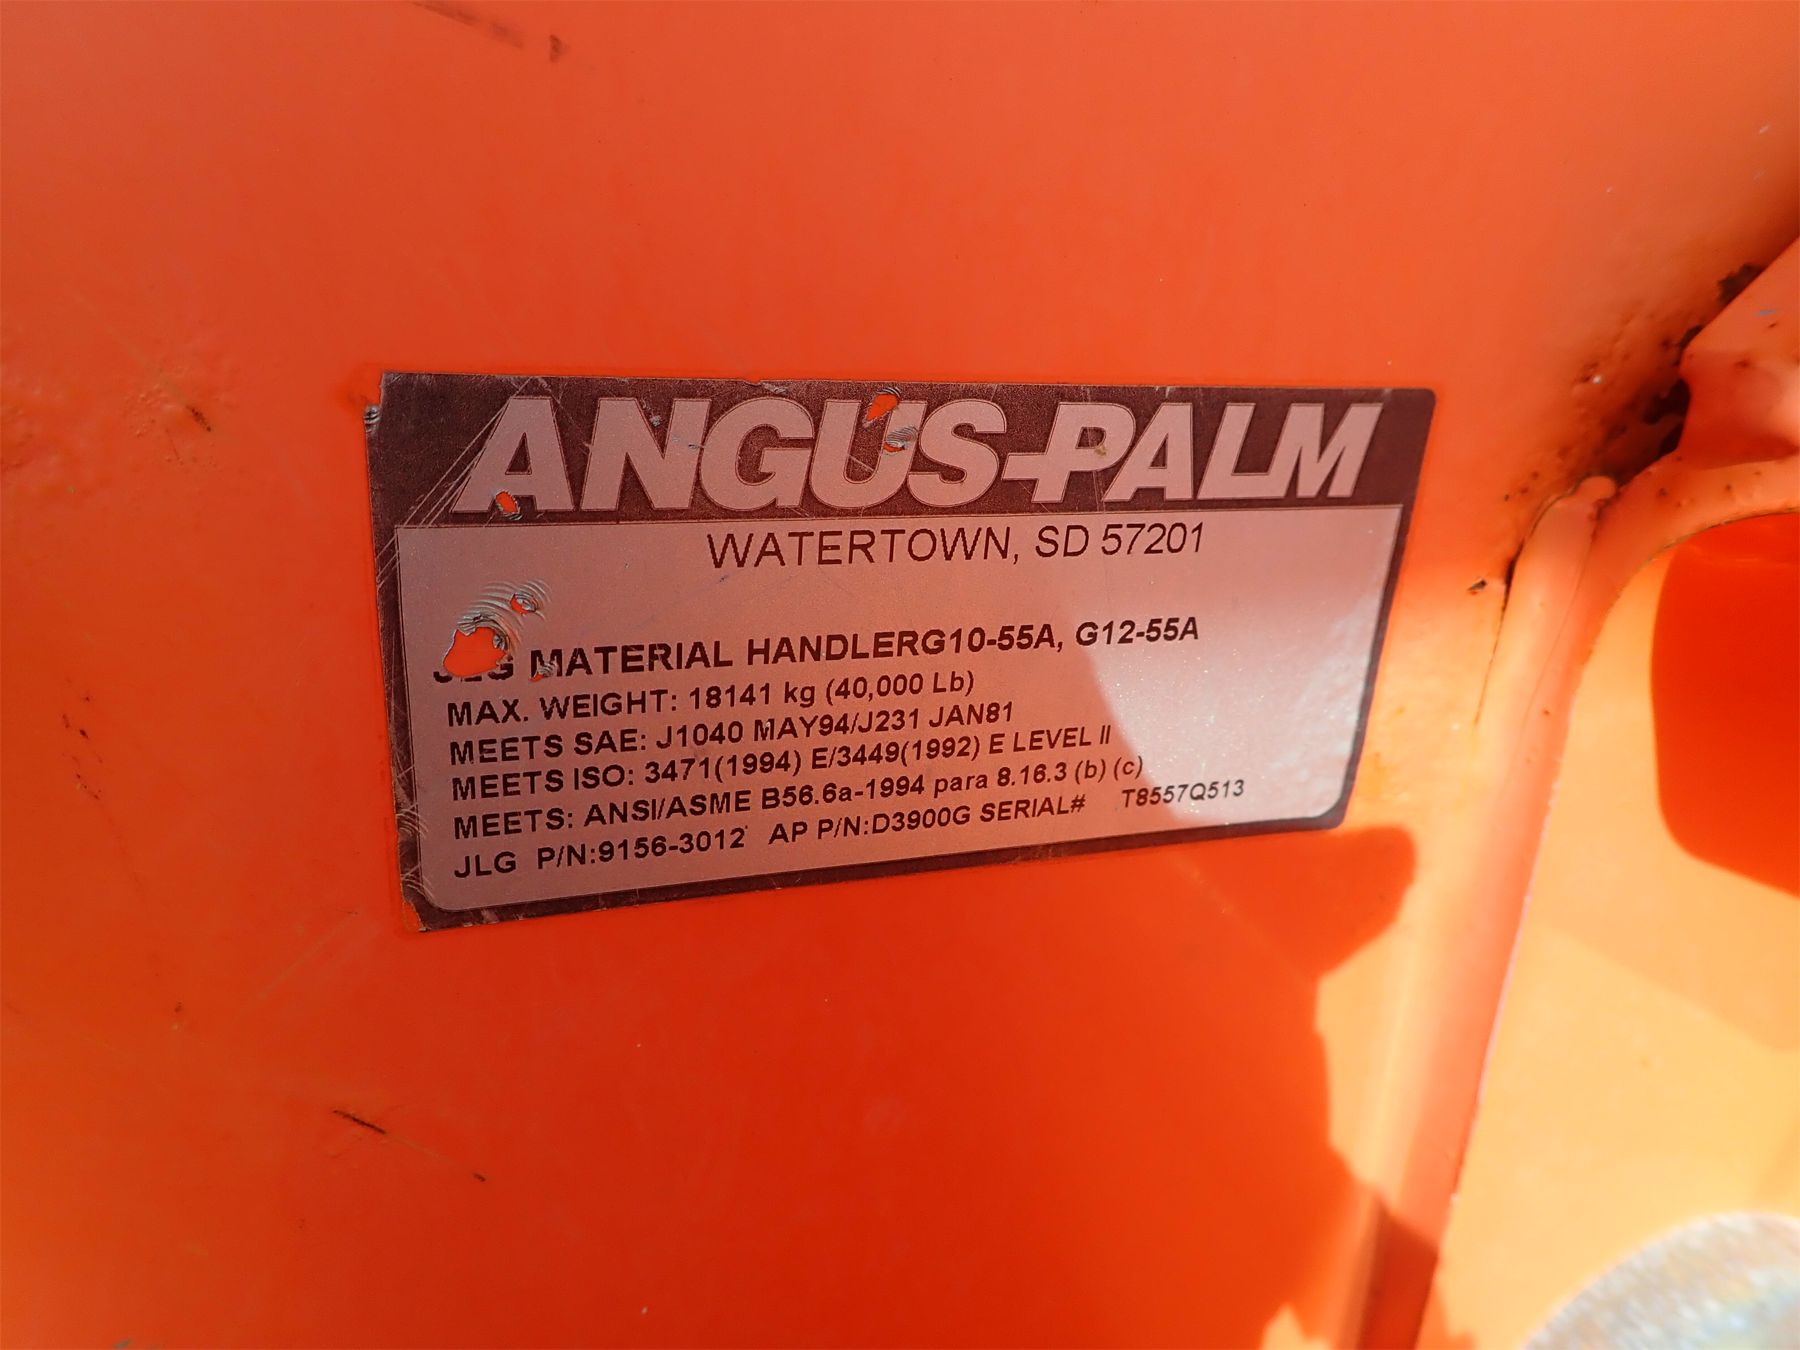 ANGUS-PALM
WATERTOWN, SD 57201
JLG MATERIAL HANDLERG10-55A, G12-55A
MAX. WEIGHT: 18141 kg (40,000 Lb)
MEETS SAE: J1040 MAY94/J231 JAN81
MEETS ISO: 3471(1994) E/3449(1992) E LEVEL II
MEETS: ANSI/ASME B56.6a-1994 para 8.16.3 (b) (c)
JLG P/N:9156-3012 AP P/N:D3900G SERIAL# T8557Q513